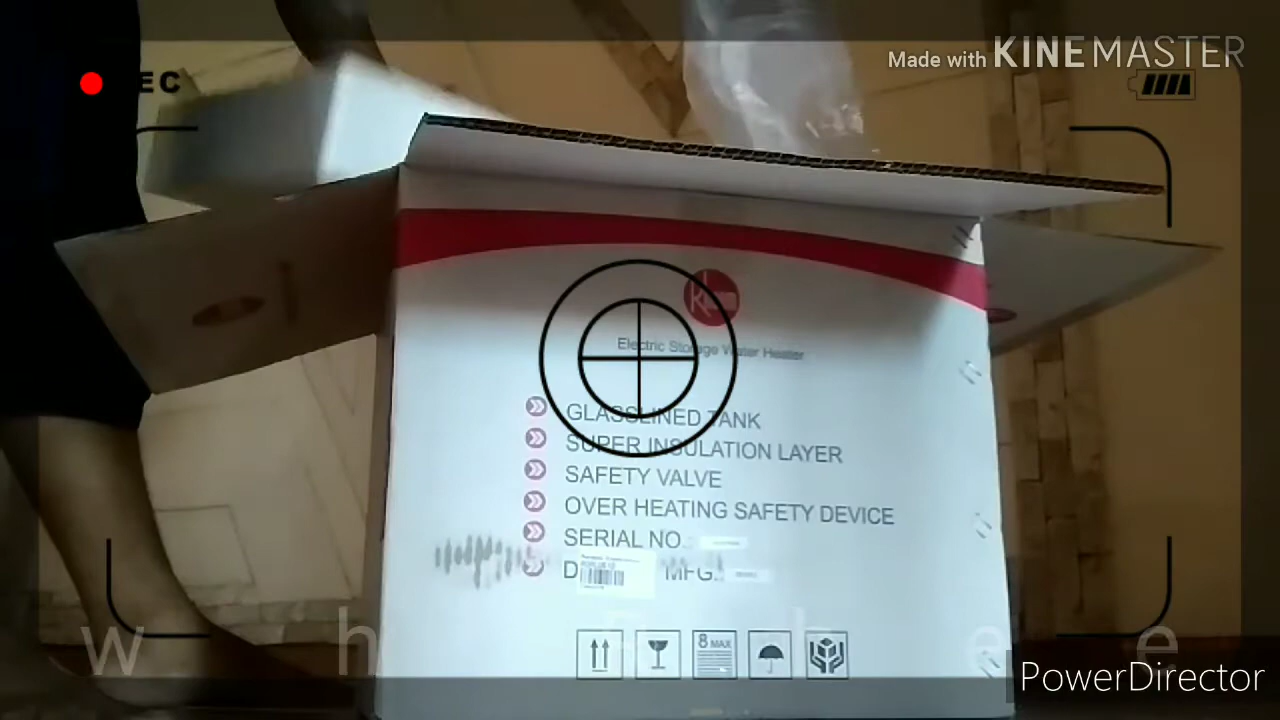 Made with KINEMASTER
EC
Electric Storage Water Heater
GLASSLINED TANK
SUPER INSULATION LAYER
SAFETY VALVE
OVER HEATING SAFETY DEVICE
SERIAL NO.:
MFG.:
8 MAX
PowerDirector